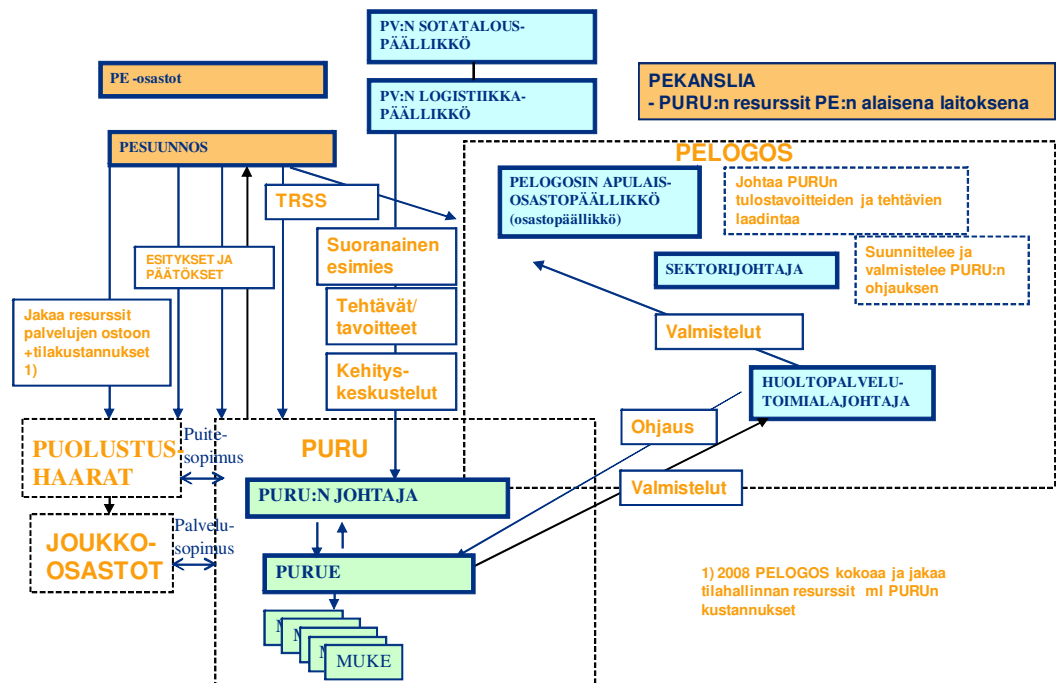 PV:N SOTATALOUS-
PÄÄLLIKKÖ
PE -osastot
PV:N LOGISTIIKKA-
PÄÄLLIKKÖ
PEKANSLIA
- PURU:n resurssit PE:n alaisena laitoksena
PESUUNNOS
PELOGOS
PELOGOSIN APULAIS-
OSASTOPÄÄLLIKKÖ
(osastopäällikkö)
Johtaa PURUn
tulostavoitteiden ja tehtävien
laadintaa
TRSS
Suoranainen
esimies
ESITYKSET JA
PÄÄTÖKSET
Suunnittelee ja
valmistelee PURU:n
ohjauksen
SEKTORIJOHTAJA
Tehtävät/
tavoitteet
Jakaa resurssit
palvelujen ostoon
+tilakustannukset
1)
Valmistelut
Kehitys-
keskustelut
HUOLTOPALVELU-
TOIMIALAJOHTAJA
Ohjaus
PUOLUSTUS-
HAARAT
Puite-
sopimus
PURU
Valmistelut
PURU:N JOHTAJA
JOUKKO-
OSASTOT
Palvelu-
sopimus
PURUE
1) 2008 PELOGOS kokoaa ja jakaa
tilahallinnan resurssit ml PURUn
kustannukset
M
M
M
M
MUKE